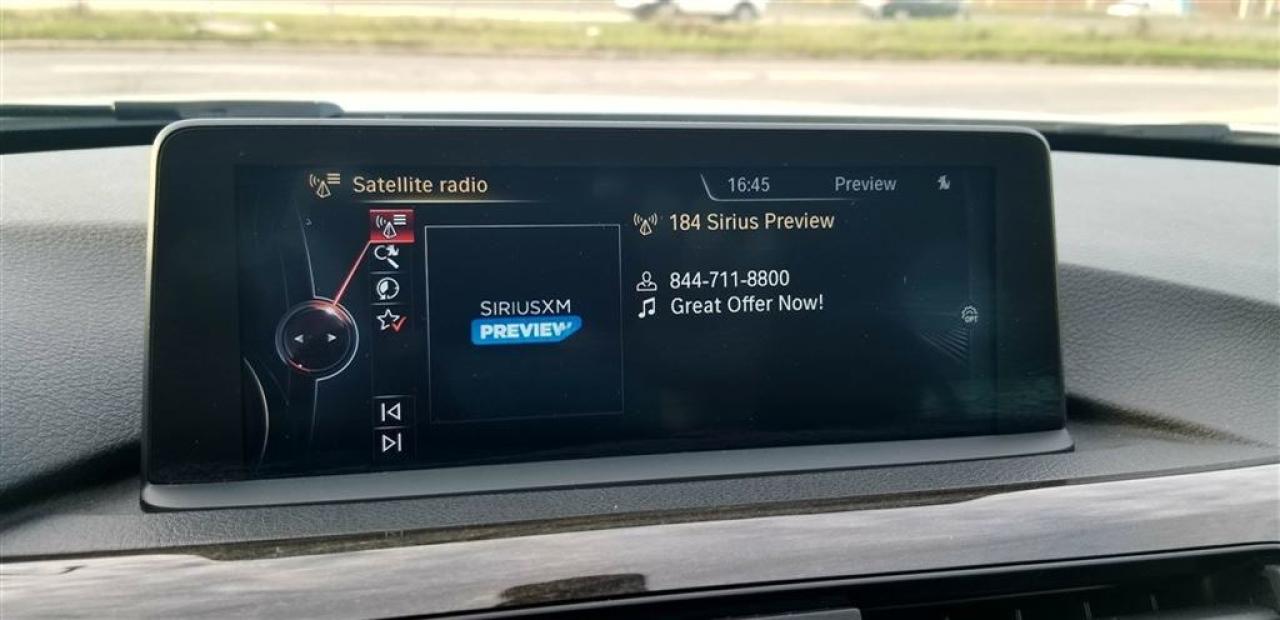 Satellite radio
16:45
Preview
184 Sirius Preview
844-711-8800
Great Offer Now!
SIRIUSXM
PREVIEW
OPT